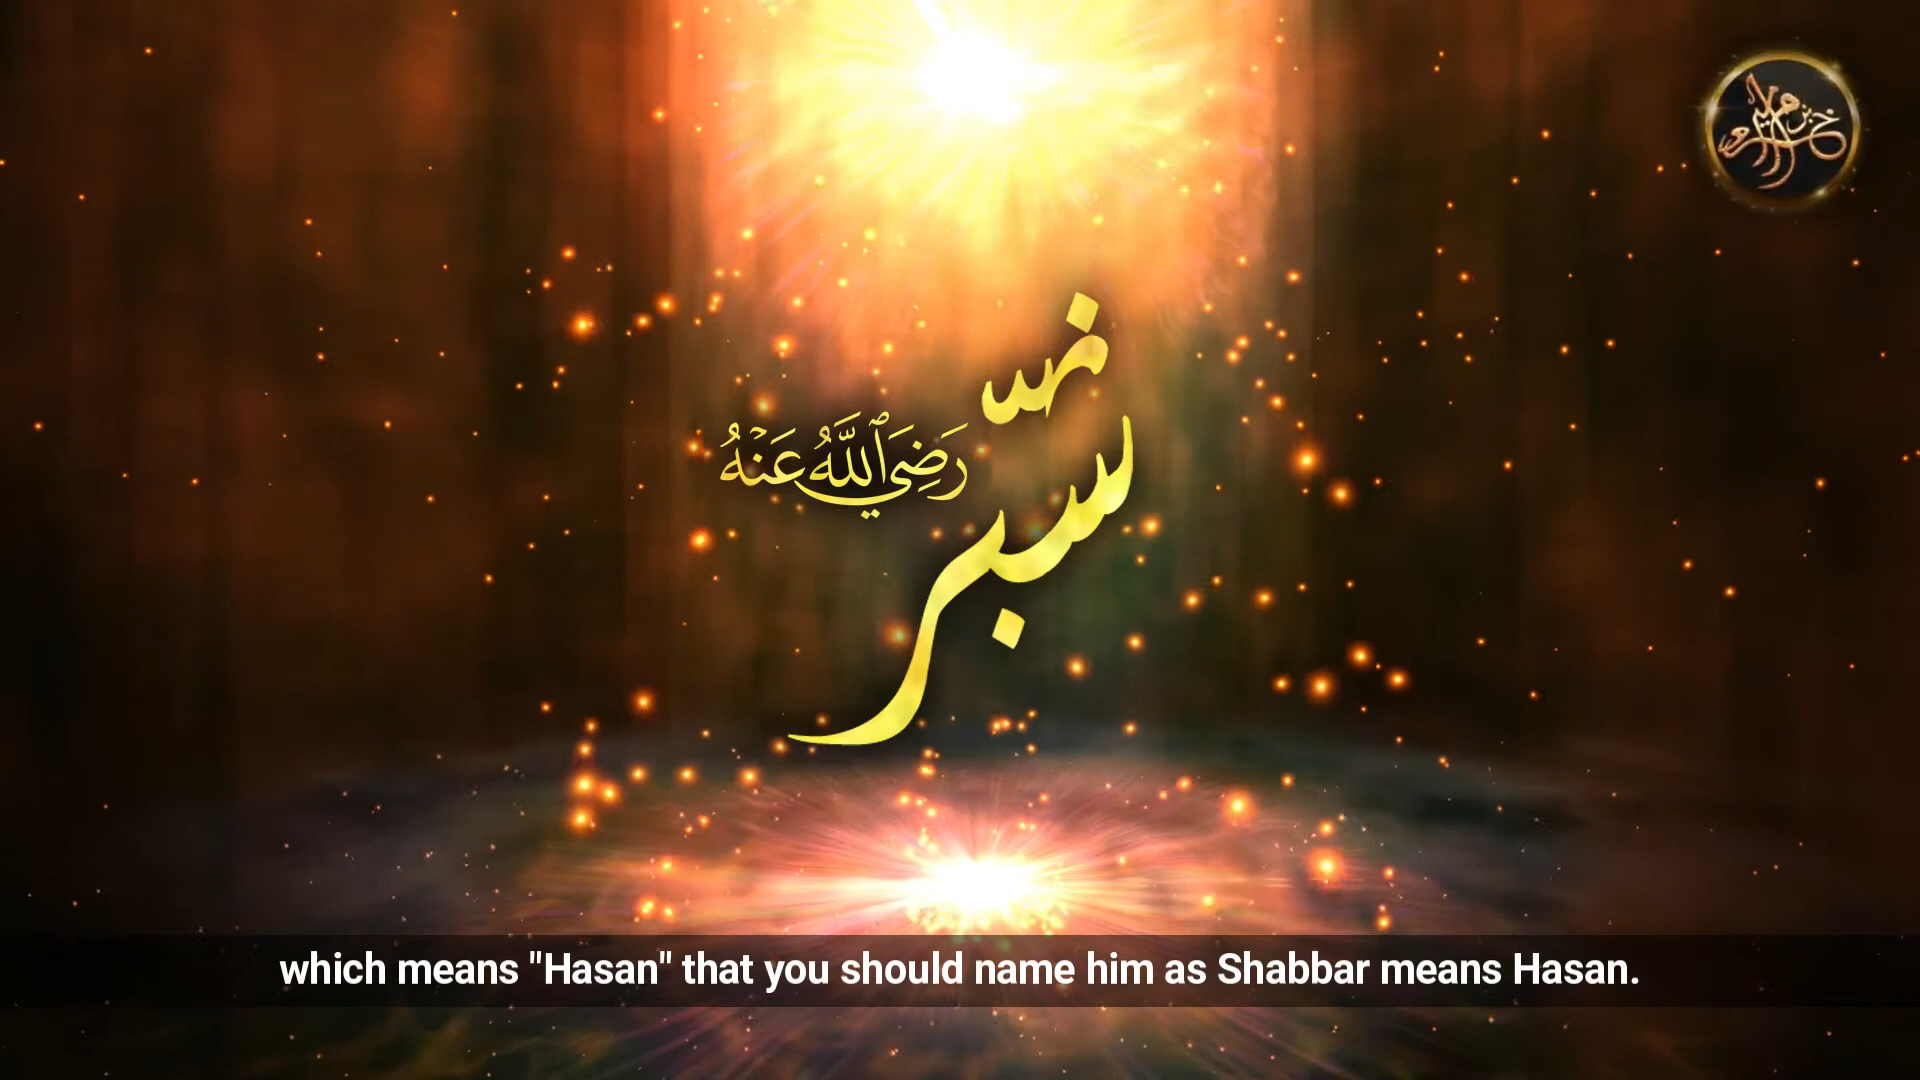 شبر
رَضِيَ ٱللَّهُ عَنْهُ
which means "Hasan" that you should name him as Shabbar means Hasan.